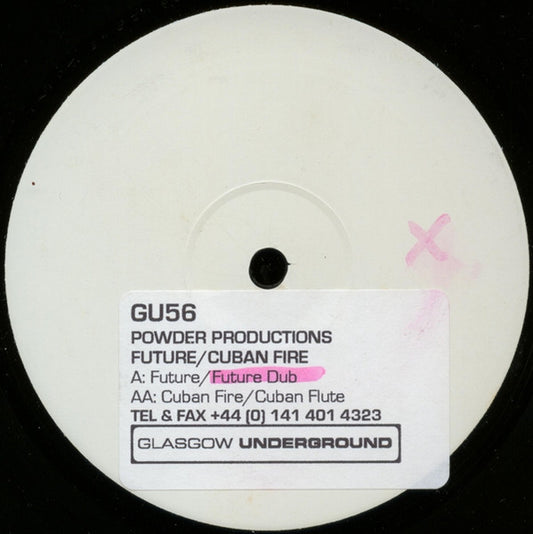 GU56
POWDER PRODUCTIONS
FUTURE/CUBAN FIRE
A: Future/Future Dub
AA: Cuban Fire/Cuban Flute
TEL & FAX +44 (0) 141 401 4323
GLASGOW UNDERGROUND